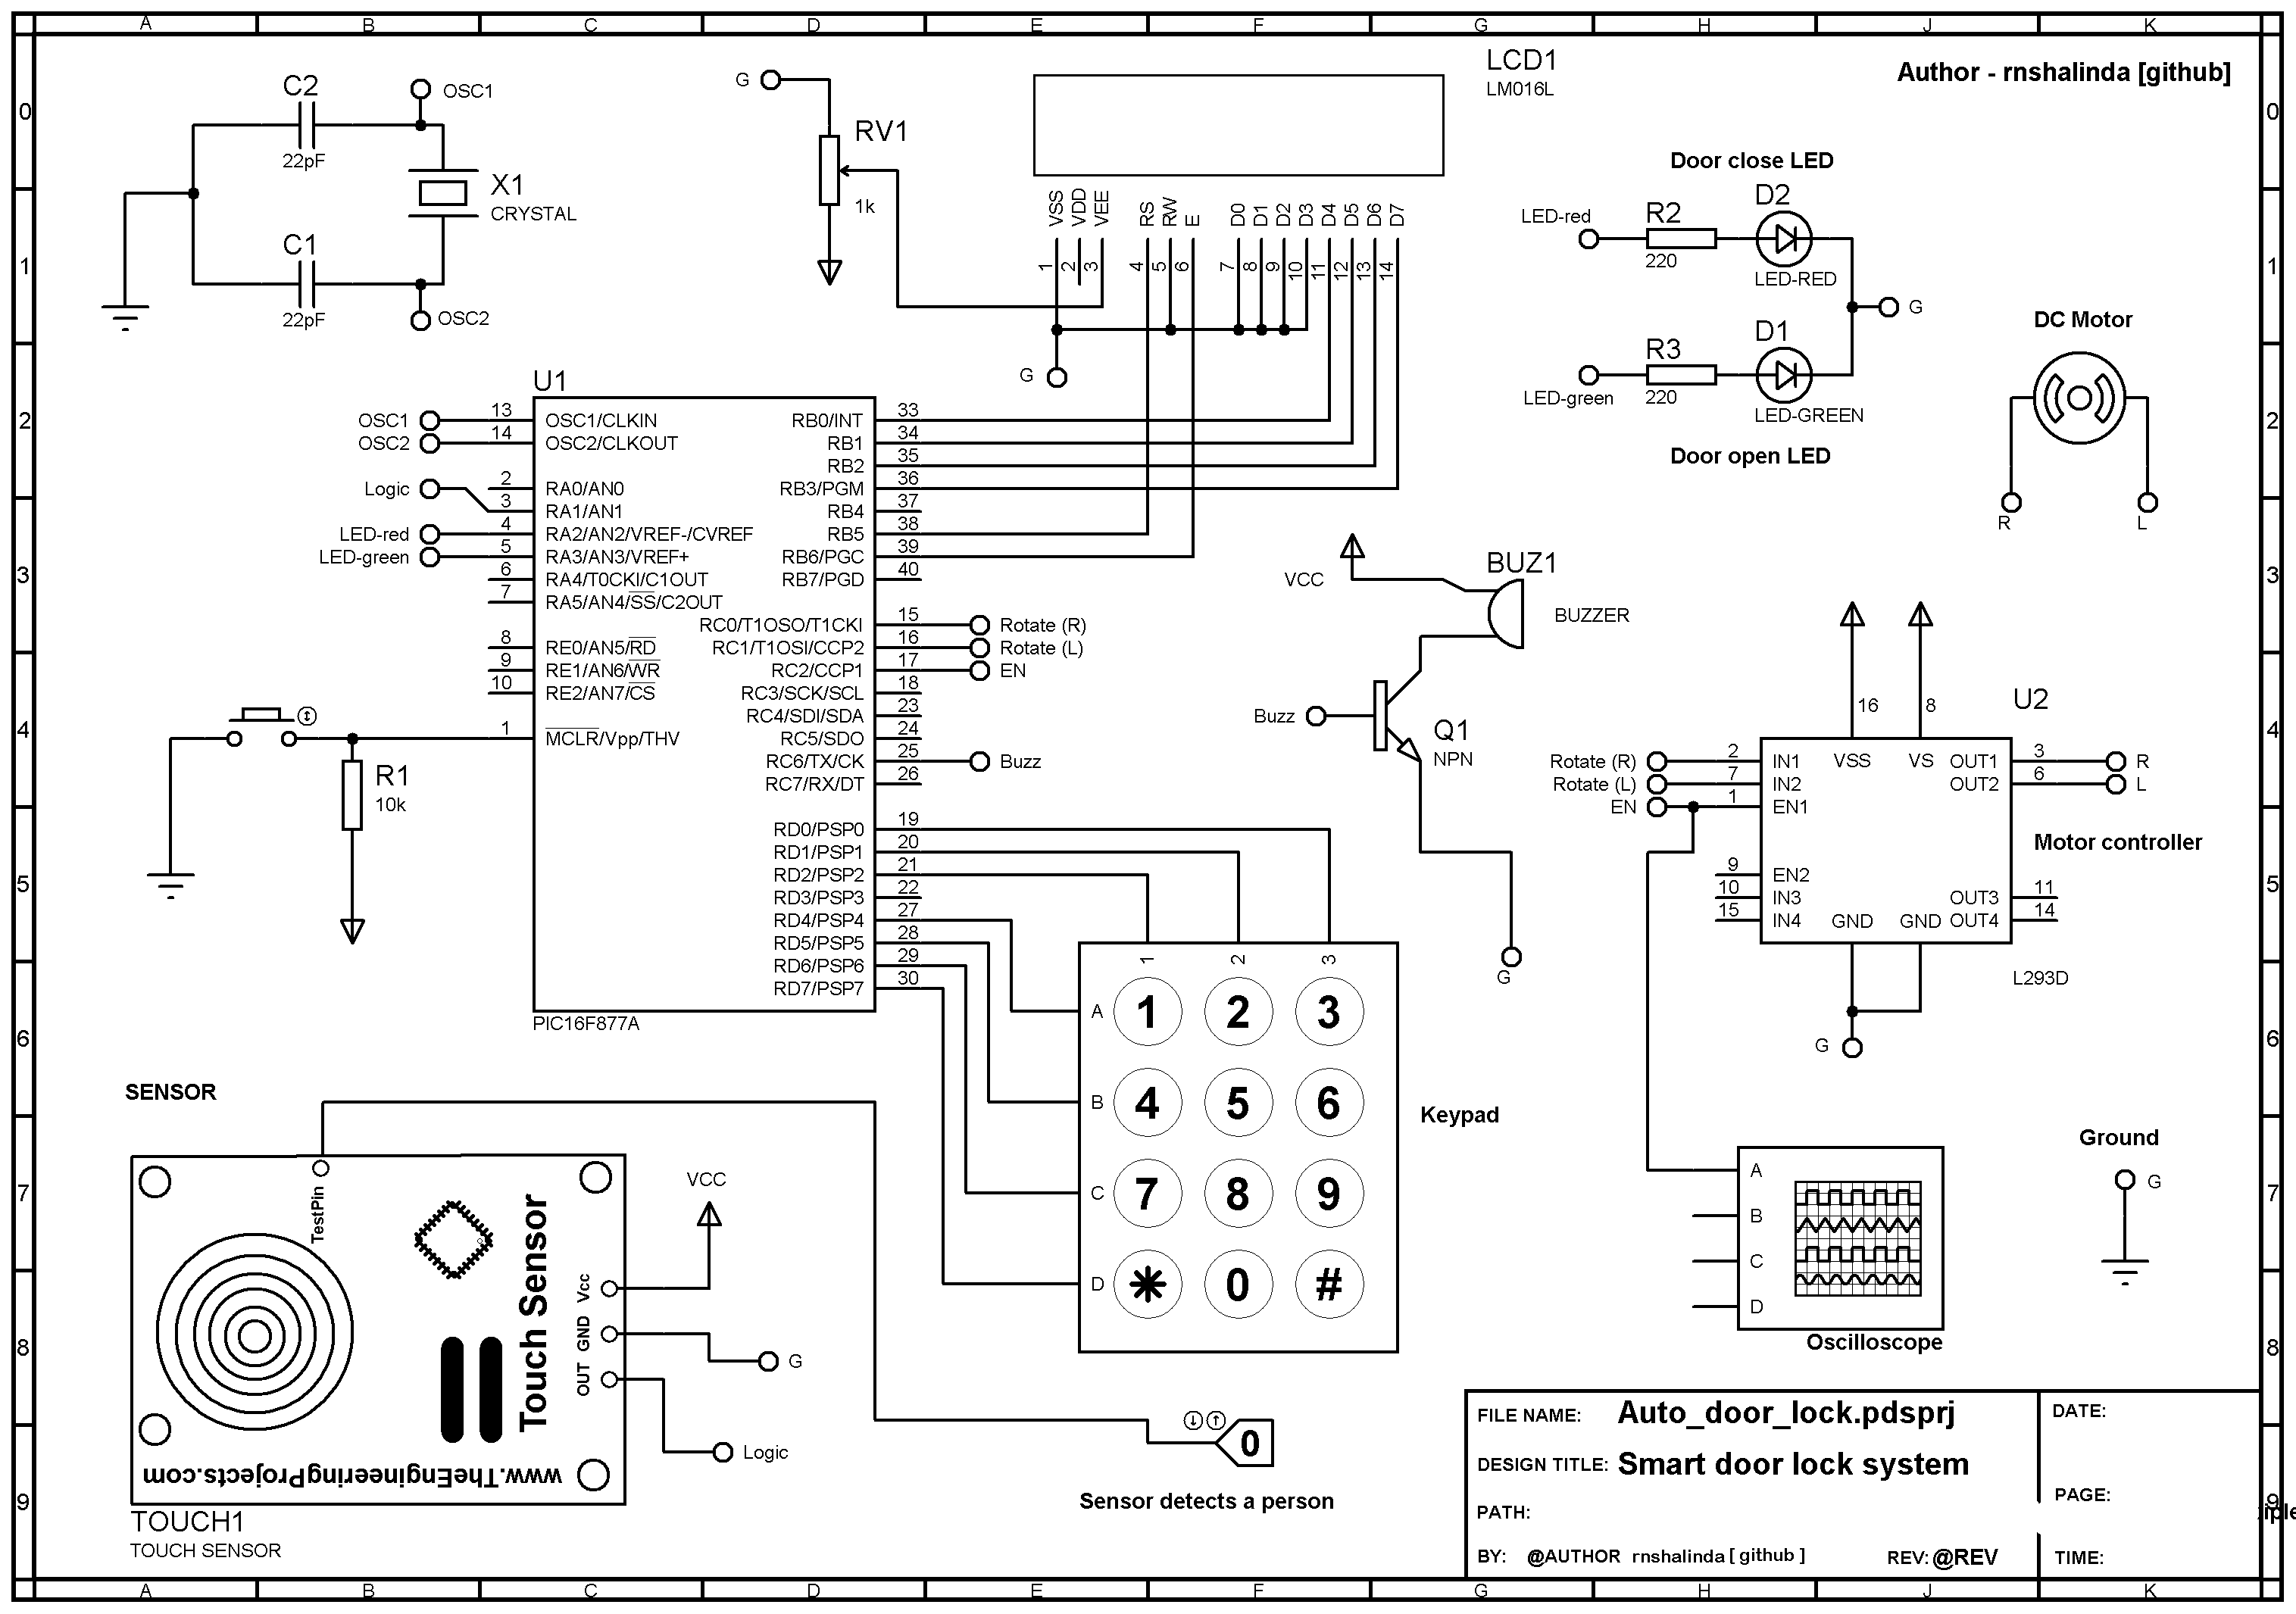 A B C D E F G H J K
0 1 2 3 4 5 6 7 8 9
Author - rnshalinda [github]
C2
22pF
OSC1
X1
CRYSTAL
C1
22pF
OSC2
G
RV1
1k
LCD1
LM016L
VSS VDD VEE RS RW E D0 D1 D2 D3 D4 D5 D6 D7
1 2 3 4 5 6 7 8 9 10 11 12 13 14
G
Door close LED
D2
LED-red
R2
220
LED-RED
G
D1
R3
220
LED-green
LED-GREEN
Door open LED
DC Motor
R
L
U1
OSC1 13 OSC1/CLKIN
OSC2 14 OSC2/CLKOUT
Logic
2 RA0/AN0
3 RA1/AN1
LED-red 4 RA2/AN2/VREF-/CVREF
LED-green 5 RA3/AN3/VREF+
6 RA4/T0CKI/C1OUT
7 RA5/AN4/SS/C2OUT
8 RE0/AN5/RD
9 RE1/AN6/WR
10 RE2/AN7/CS
1 MCLR/Vpp/THV
RB0/INT 33
RB1 34
RB2 35
RB3/PGM 36
RB4 37
RB5 38
RB6/PGC 39
RB7/PGD 40
RC0/T1OSO/T1CKI 15 Rotate (R)
RC1/T1OSI/CCP2 16 Rotate (L)
RC2/CCP1 17 EN
RC3/SCK/SCL 18
RC4/SDI/SDA 23
RC5/SDO 24
RC6/TX/CK 25 Buzz
RC7/RX/DT 26
RD0/PSP0 19
RD1/PSP1 20
RD2/PSP2 21
RD3/PSP3 22
RD4/PSP4 27
RD5/PSP5 28
RD6/PSP6 29
RD7/PSP7 30
PIC16F877A
R1
10k
VCC
BUZ1
BUZZER
Buzz
Q1
NPN
G
U2
16 8
Rotate (R) 2 IN1 VSS VS OUT1 3 R
Rotate (L) 7 IN2 OUT2 6 L
EN 1 EN1
Motor controller
9 EN2
10 IN3 OUT3 11
15 IN4 GND GND OUT4 14
L293D
G
1 2 3
A 1 2 3
B 4 5 6
C 7 8 9
D * 0 #
Keypad
SENSOR
TestPin
Touch Sensor
Vcc
GND
OUT
www.TheEngineeringProjects.com
VCC
G
Logic
TOUCH1
TOUCH SENSOR
0
Sensor detects a person
A
B
C
D
Oscilloscope
Ground
G
FILE NAME: Auto_door_lock.pdsprj
DESIGN TITLE: Smart door lock system
PATH:
BY: @AUTHOR rnshalinda [ github ] REV: @REV
DATE:
PAGE:
TIME:
A B C D E F G H J K
0 1 2 3 4 5 6 7 8 9